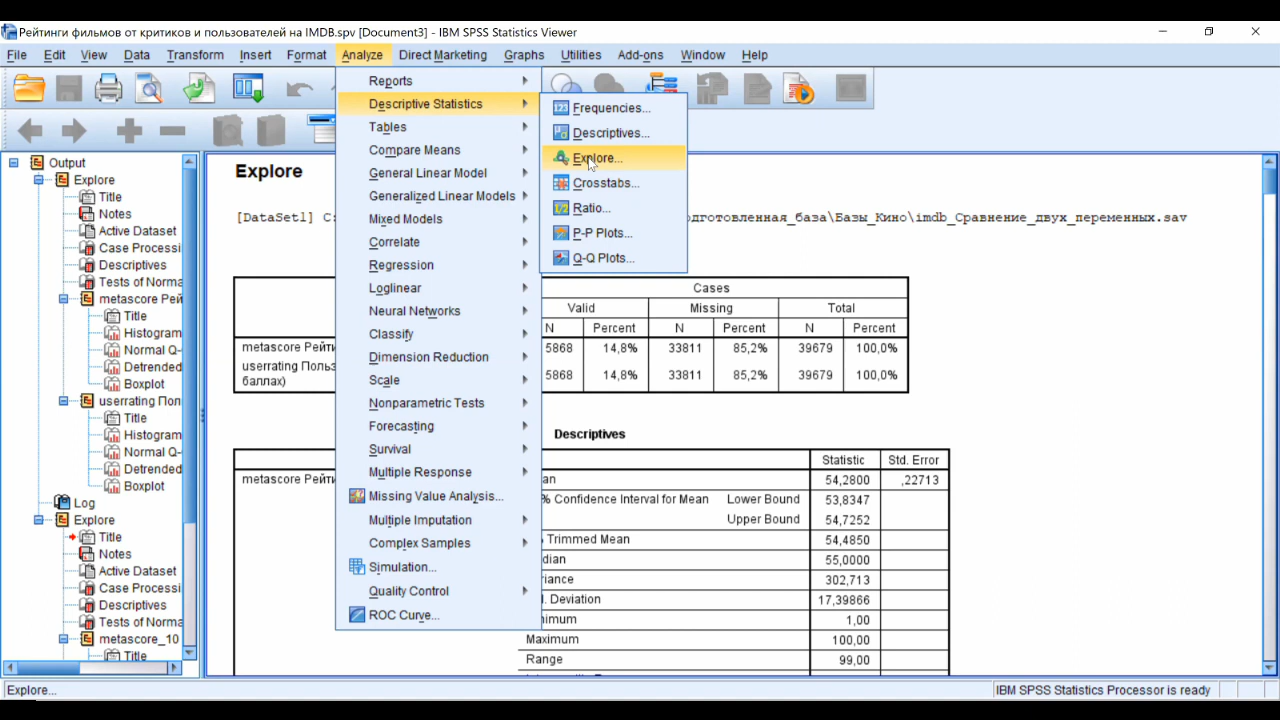 Рейтинги фильмов от критиков и пользователей на IMDB.spv [Document3] - IBM SPSS Statistics Viewer
File Edit View Data Transform Insert Format Analyze Direct Marketing Graphs Utilities Add-ons Window Help
Reports
Descriptive Statistics
Tables
Compare Means
General Linear Model
Generalized Linear Models
Mixed Models
Correlate
Regression
Loglinear
Neural Networks
Classify
Dimension Reduction
Scale
Nonparametric Tests
Forecasting
Survival
Multiple Response
Missing Value Analysis...
Multiple Imputation
Complex Samples
Simulation...
Quality Control
ROC Curve...
Frequencies...
Descriptives...
Explore...
Crosstabs...
Ratio...
P-P Plots...
Q-Q Plots...
Output
Explore
Title
Notes
Active Dataset
Case Processi
Descriptives
Tests of Norma
metascore Рей
Title
Histogram
Normal Q-
Detrended
Boxplot
userrating Пол
Title
Histogram
Normal Q-
Detrended
Boxplot
Log
Explore
Title
Notes
Active Dataset
Case Processi
Descriptives
Tests of Norma
metascore_10
Title
Explore
[DataSet1] C: одготовленная_база\Базы_Кино\imdb_Сравнение_двух_переменных.sav
Cases
Valid Missing Total
N Percent N Percent N Percent
metascore Рейти 5868 14,8% 33811 85,2% 39679 100,0%
userrating Польз
баллах) 5868 14,8% 33811 85,2% 39679 100,0%
Descriptives
Statistic Std. Error
metascore Рейти an 54,2800 ,22713
% Confidence Interval for Mean Lower Bound 53,8347
Upper Bound 54,7252
Trimmed Mean 54,4850
dian 55,0000
iance 302,713
. Deviation 17,39866
nimum 1,00
Maximum 100,00
Range 99,00
Explore...
IBM SPSS Statistics Processor is ready